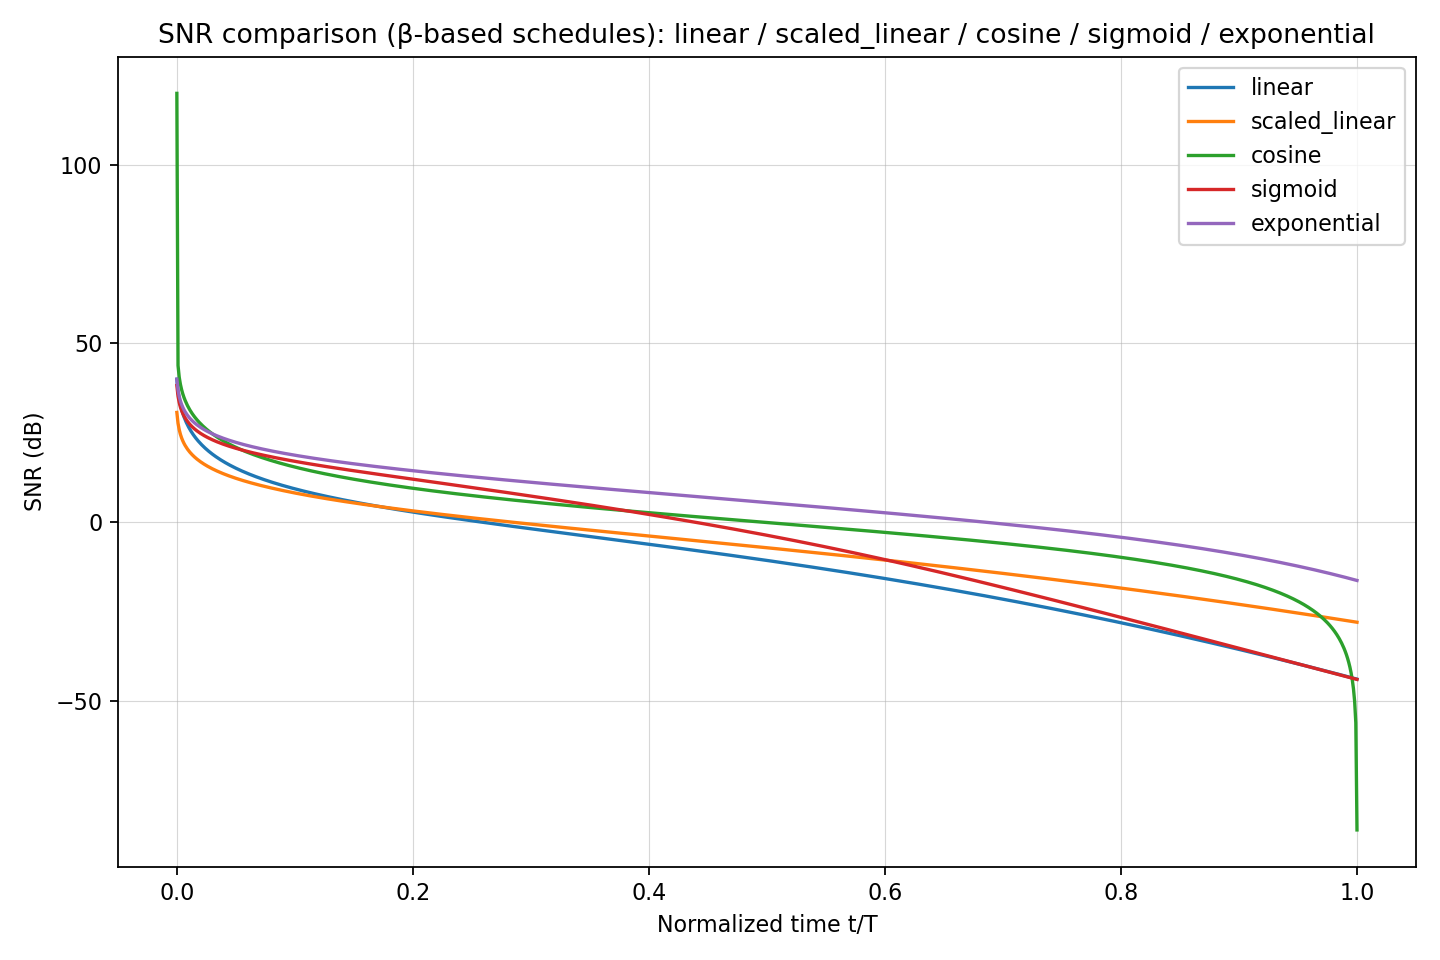 SNR comparison (β-based schedules): linear / scaled_linear / cosine / sigmoid / exponential
linear
scaled_linear
cosine
sigmoid
exponential
SNR (dB)
100
50
0
−50
0.0 0.2 0.4 0.6 0.8 1.0
Normalized time t/T